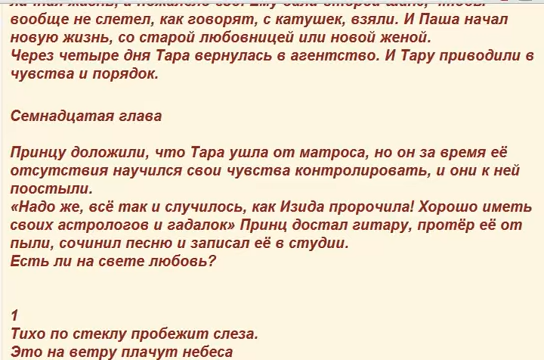 вообще не слетел, как говорят, с катушек, взяли. И Паша начал
новую жизнь, со старой любовницей или новой женой.
Через четыре дня Тара вернулась в агентство. И Тару приводили в
чувства и порядок.
Семнадцатая глава
Принцу доложили, что Тара ушла от матроса, но он за время её
отсутствия научился свои чувства контролировать, и они к ней
поостыли.
«Надо же, всё так и случилось, как Изида пророчила! Хорошо иметь
своих астрологов и гадалок» Принц достал гитару, протёр её от
пыли, сочинил песню и записал её в студии.
Есть ли на свете любовь?
1
Тихо по стеклу пробежит слеза.
Это на ветру плачут небеса